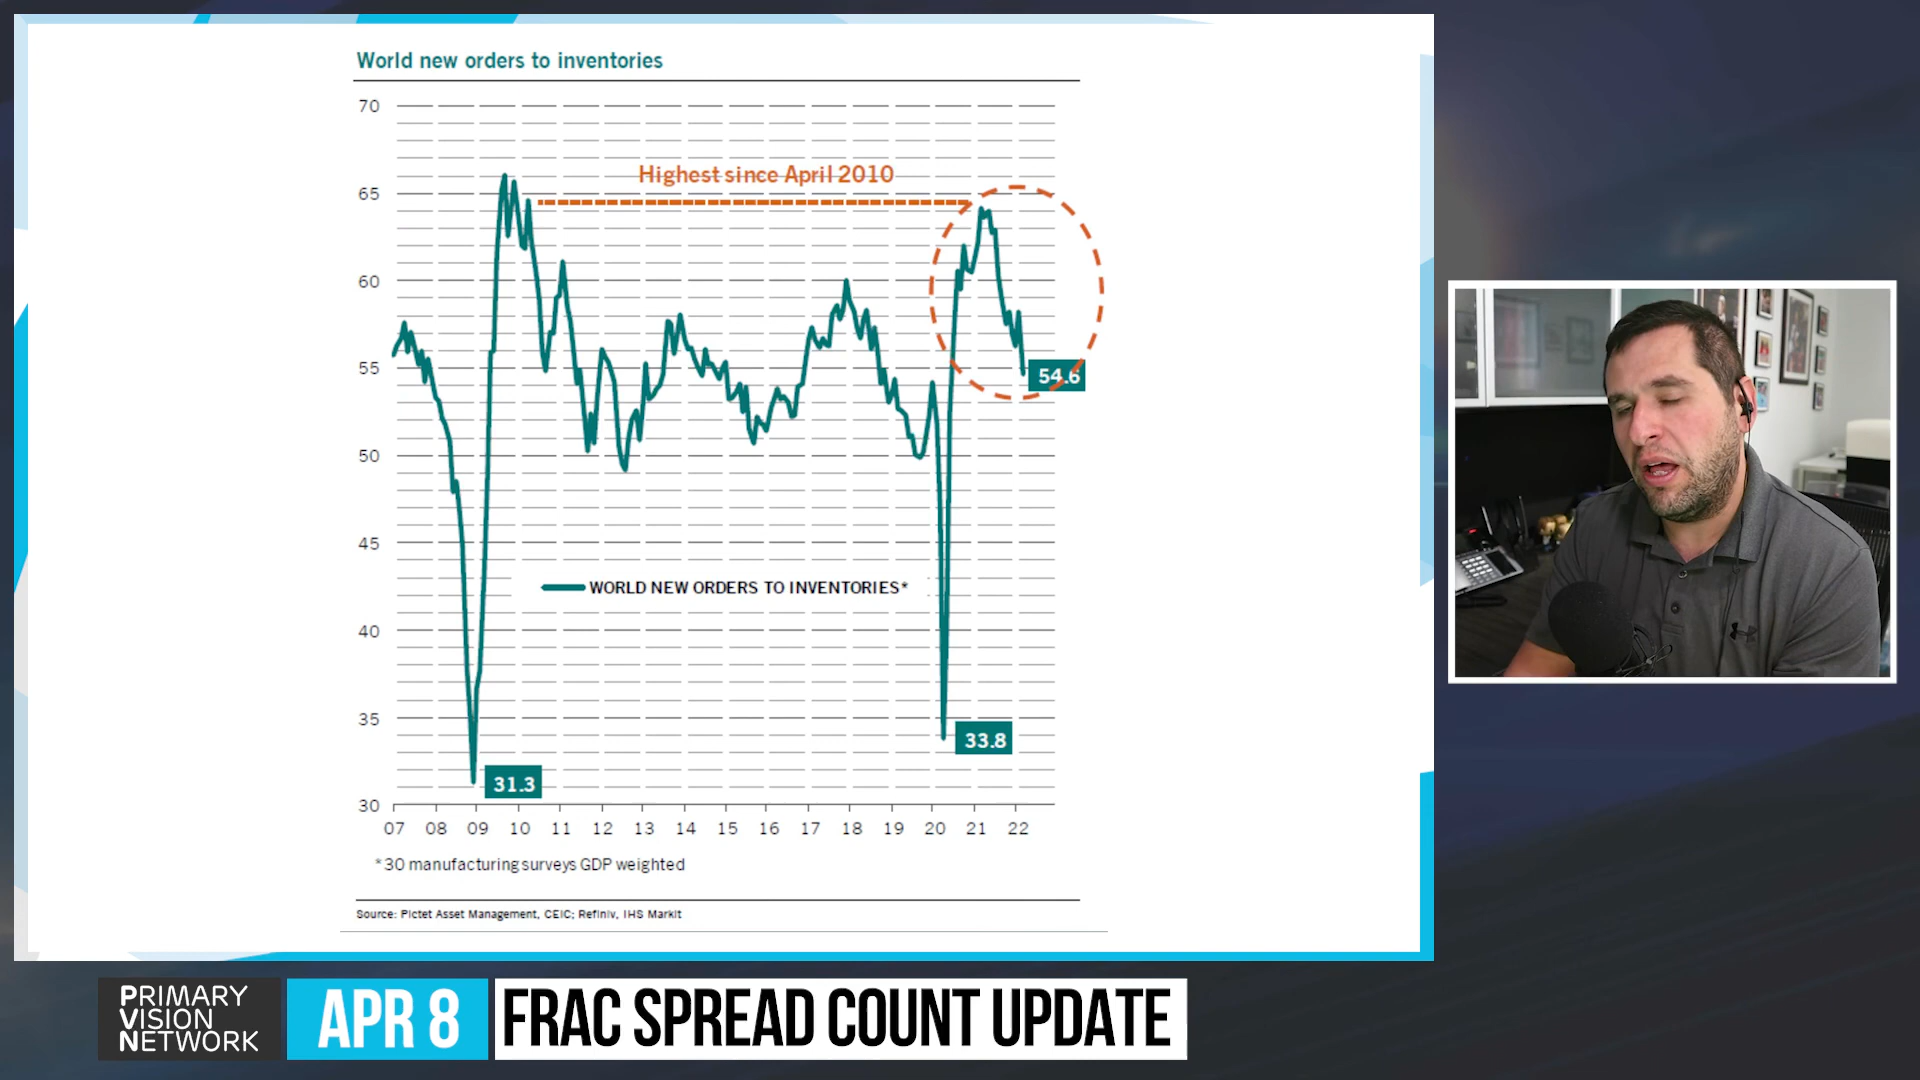 World new orders to inventories
70
Highest since April 2010
65
60
55
54.6
50
45
WORLD NEW ORDERS TO INVENTORIES*
40
35
33.8
31.3
30
07 08 09 10 11 12 13 14 15 16 17 18 19 20 21 22
*30 manufacturing surveys GDP weighted
Source: Pictet Asset Management, CEIC; Refiniv, IHS Markit
PRIMARY
VISION
NETWORK
APR 8
FRAC SPREAD COUNT UPDATE